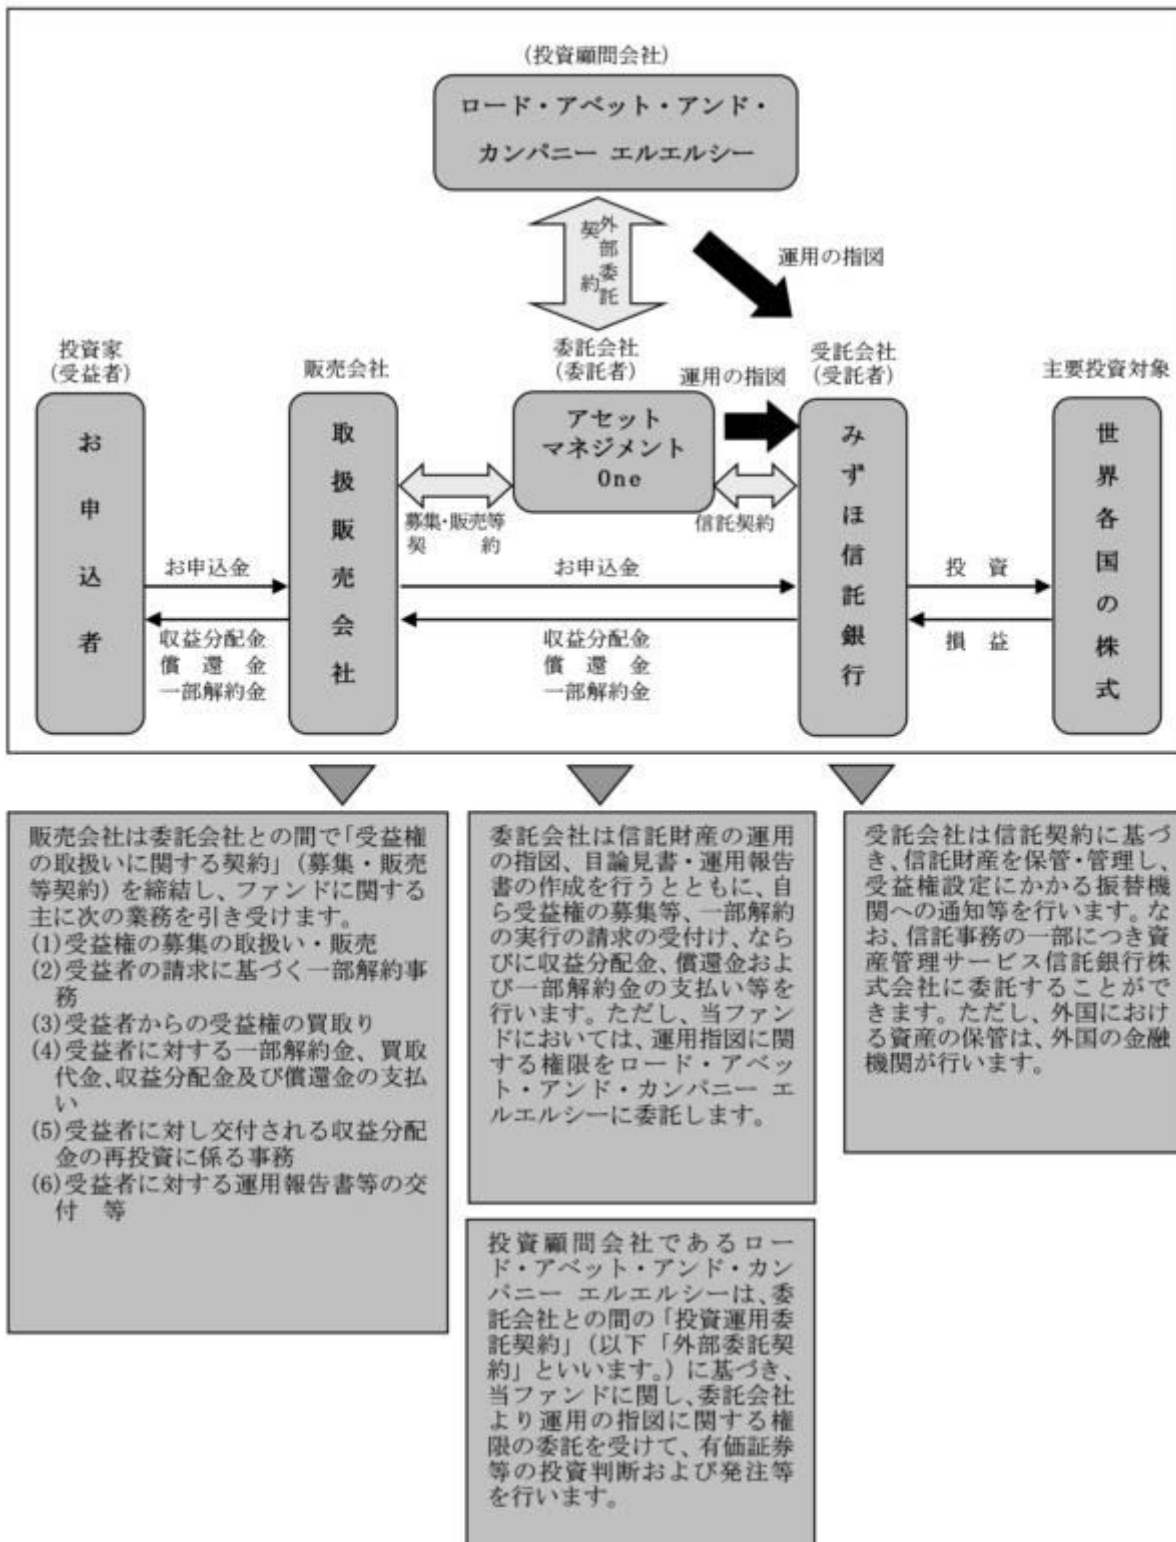 (投資顧問会社)
ロード・アベット・アンド・
カンパニー エルエルシー
外部委託
契約
運用の指図
投資家
(受益者)
販売会社
委託会社
(委託者)
運用の指図
受託会社
(受託者)
主要投資対象
お申込者
取扱販売会社
アセット
マネジメント
One
みずほ信託銀行
世界各国の株式
募集・販売等
契 約
信託契約
お申込金
お申込金
投 資
収益分配金
償 還 金
一部解約金
収益分配金
償 還 金
一部解約金
損 益
販売会社は委託会社との間で「受益権
の取扱いに関する契約」(募集・販売
等契約)を締結し、ファンドに関する
主に次の業務を引き受けます。
(1)受益権の募集の取扱い・販売
(2)受益者の請求に基づく一部解約事
務
(3)受益者からの受益権の買取り
(4)受益者に対する一部解約金、買取
代金、収益分配金及び償還金の支払
い
(5)受益者に対し交付される収益分配
金の再投資に係る事務
(6)受益者に対する運用報告書等の交
付 等
委託会社は信託財産の運用
の指図、目論見書・運用報告
書の作成を行うとともに、自
ら受益権の募集等、一部解約
の実行の請求の受付け、なら
びに収益分配金、償還金およ
び一部解約金の支払い等を
行います。ただし、当ファン
ドにおいては、運用指図に関
する権限をロード・アベッ
ト・アンド・カンパニー エ
ルエルシーに委託します。
投資顧問会社であるロー
ド・アベット・アンド・カン
パニー エルエルシーは、委
託会社との間の「投資運用委
託契約」(以下「外部委託契
約」といいます。)に基づき、
当ファンドに関し、委託会社
より運用の指図に関する権
限の委託を受けて、有価証券
等の投資判断および発注等
を行います。
受託会社は信託契約に基づ
き、信託財産を保管・管理し、
受益権設定にかかる振替機
関への通知等を行います。な
お、信託事務の一部につき資
産管理サービス信託銀行株
式会社に委託することがで
きます。ただし、外国におけ
る資産の保管は、外国の金融
機関が行います。